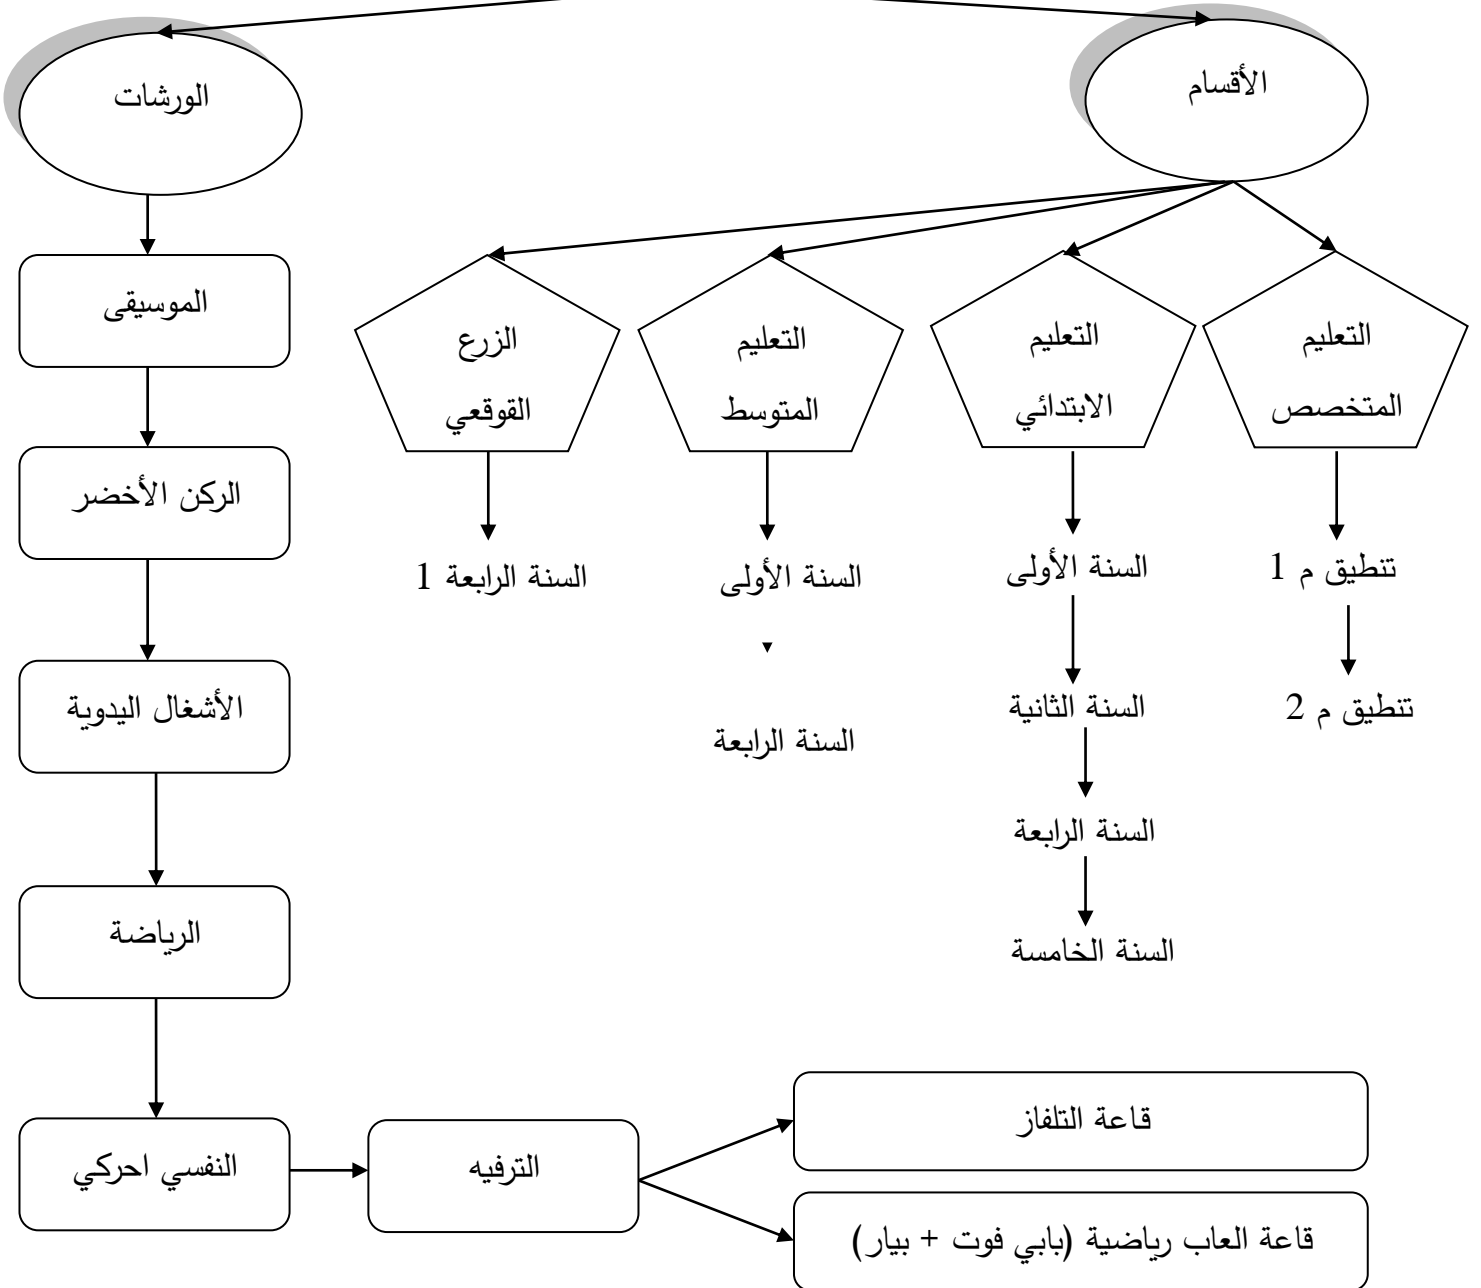 الأقسام
الورشات
التعليم
المتخصص
التعليم
الابتدائي
التعليم
المتوسط
الزرع
القوقعي
الموسيقى
الركن الأخضر
تنطيق م 1
السنة الأولى
السنة الأولى
السنة الرابعة 1
تنطيق م 2
السنة الثانية
السنة الرابعة
الأشغال اليدوية
السنة الرابعة
السنة الخامسة
الرياضة
النفسي احركي
الترفيه
قاعة التلفاز
قاعة العاب رياضية (بابي فوت + بيار)